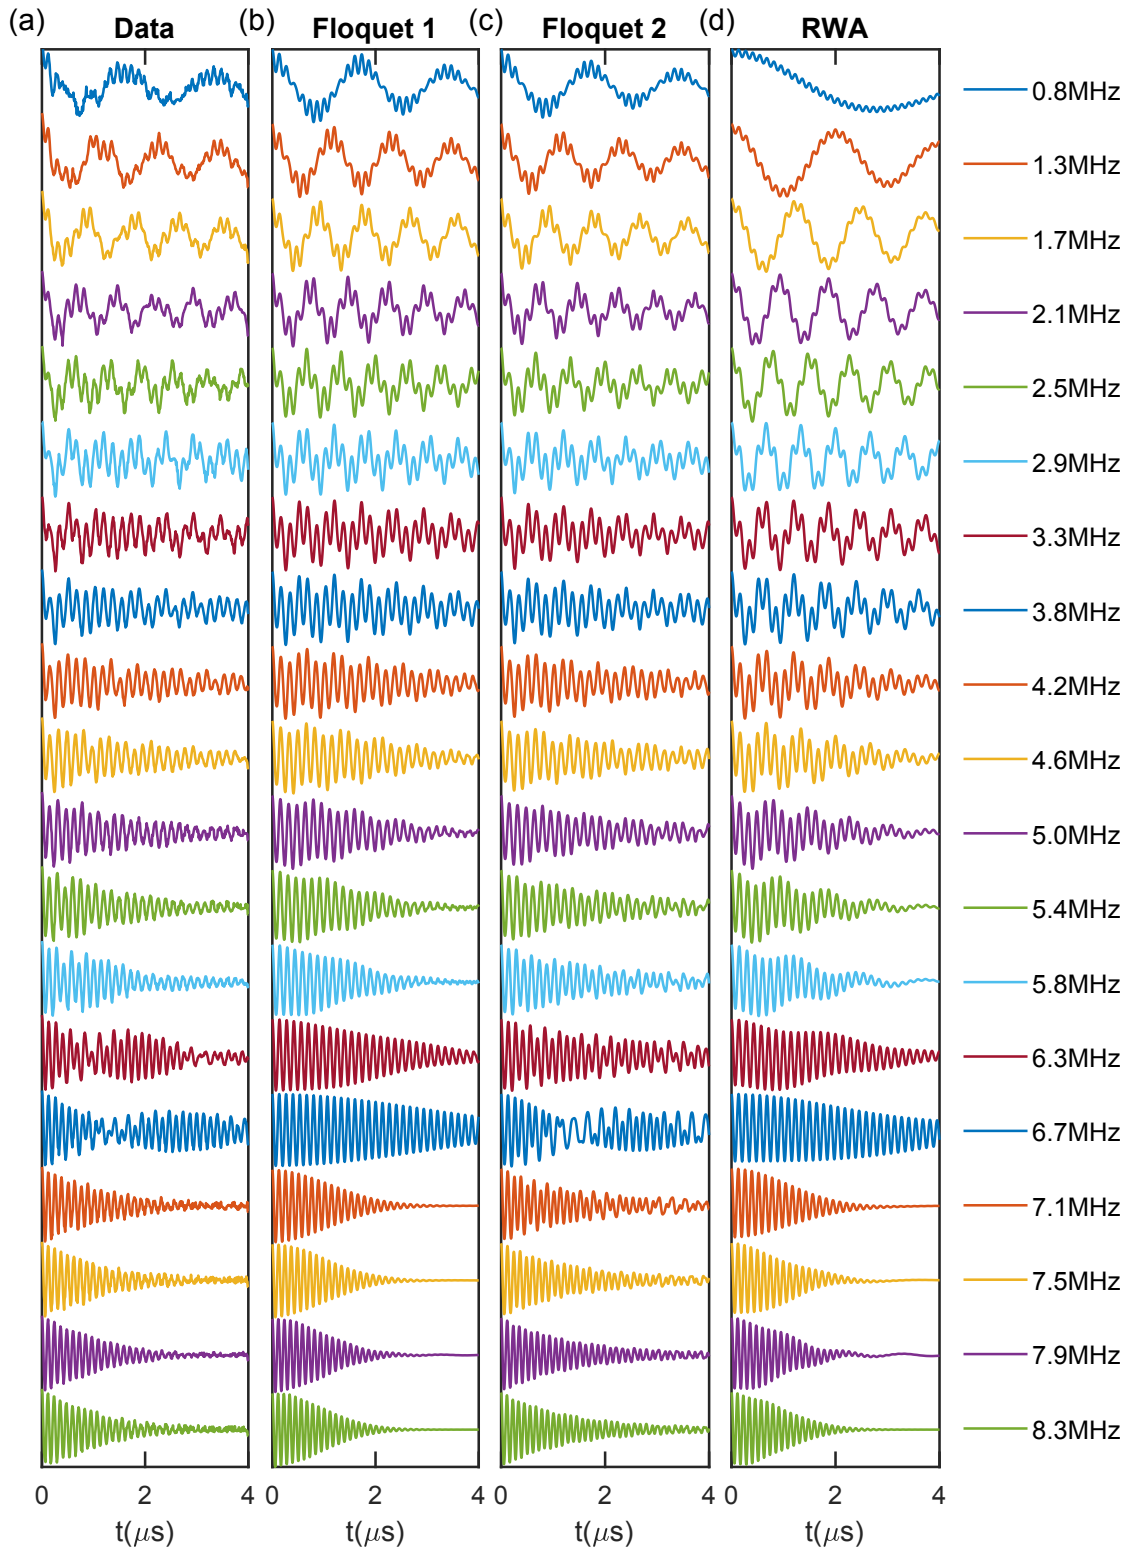 (a) Data (b) Floquet 1 (c) Floquet 2 (d) RWA
0.8MHz
1.3MHz
1.7MHz
2.1MHz
2.5MHz
2.9MHz
3.3MHz
3.8MHz
4.2MHz
4.6MHz
5.0MHz
5.4MHz
5.8MHz
6.3MHz
6.7MHz
7.1MHz
7.5MHz
7.9MHz
8.3MHz
0 2 4 0 2 4 0 2 4 0 2 4
t(μs) t(μs) t(μs) t(μs)